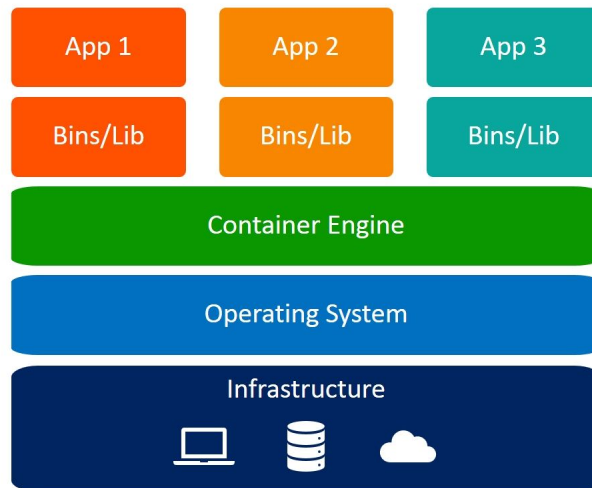 App 1
App 2
App 3
Bins/Lib
Bins/Lib
Bins/Lib
Container Engine
Operating System
Infrastructure